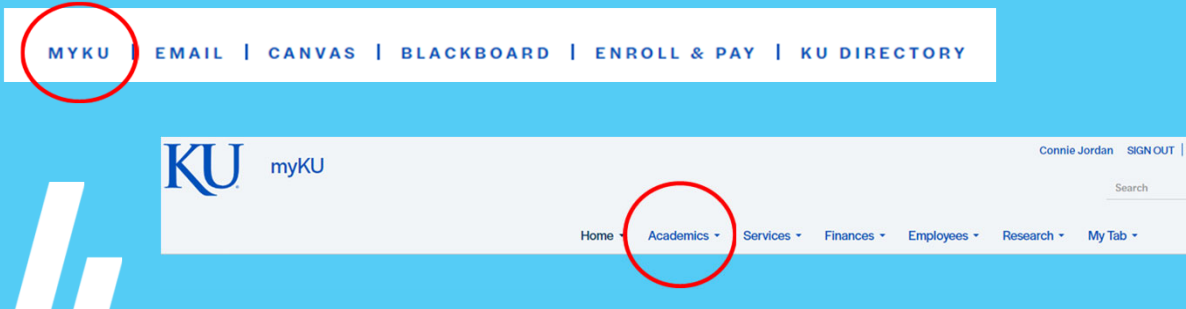 MYKU | EMAIL | CANVAS | BLACKBOARD | ENROLL & PAY | KU DIRECTORY
KU myKU
Connie Jordan SIGN OUT |
Search
Home Academics Services Finances Employees Research My Tab